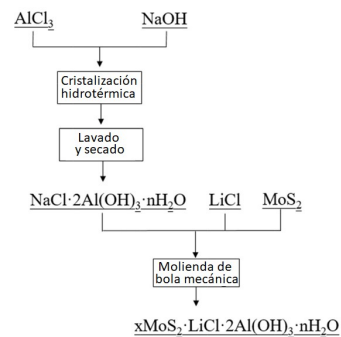 AlCl₃ NaOH
Cristalización
hidrotérmica
Lavado
y secado
NaCl·2Al(OH)₃·nH₂O LiCl MoS₂
Molienda de
bola mecánica
xMoS₂·LiCl·2Al(OH)₃·nH₂O